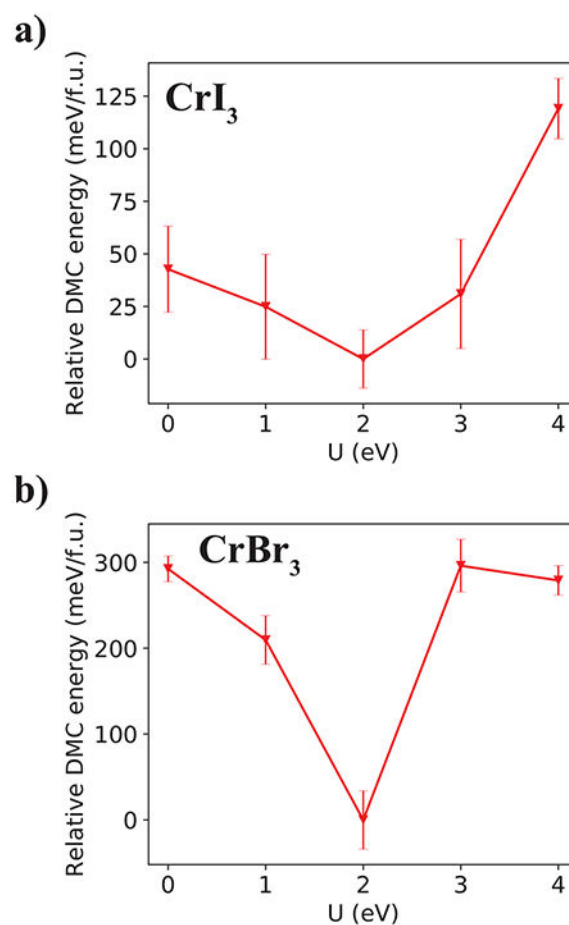 a)
CrI3
Relative DMC energy (meV/f.u.)
125
100
75
50
25
0
0 1 2 3 4
U (eV)
b)
CrBr3
Relative DMC energy (meV/f.u.)
300
200
100
0
0 1 2 3 4
U (eV)